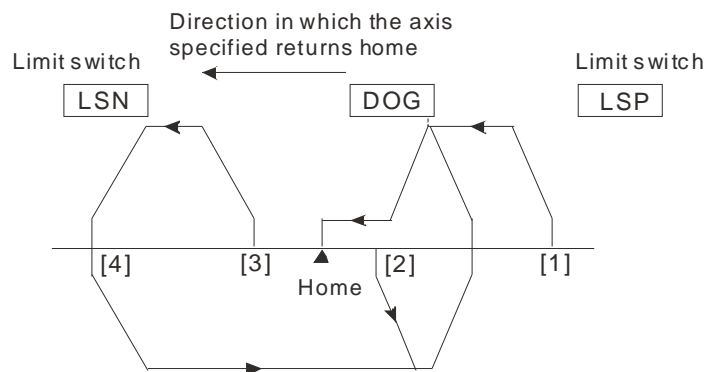 Direction in which the axis
specified returns home
Limit switch
Limit switch
LSN
DOG
LSP
[4]
[3]
[2]
[1]
Home